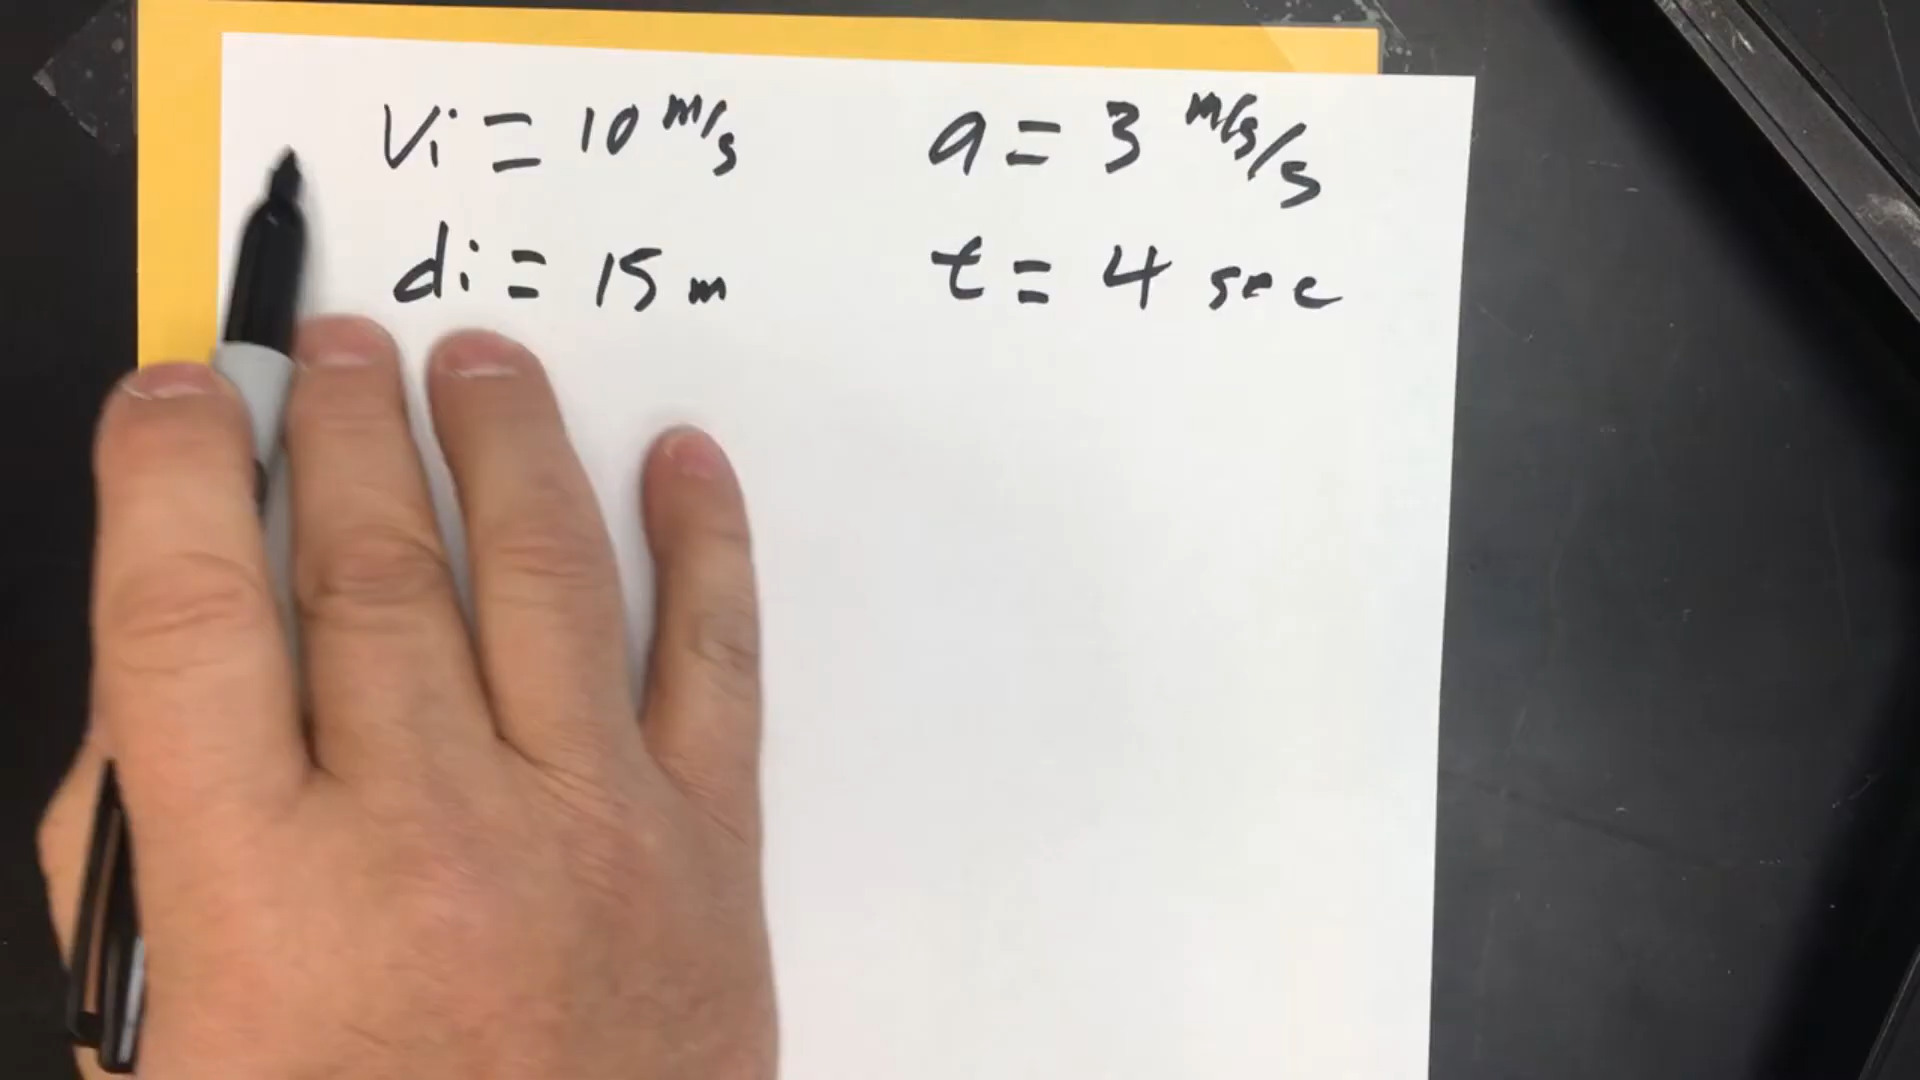 Vi = 10 m/s a = 3 m/s/s
di = 15 m t = 4 sec